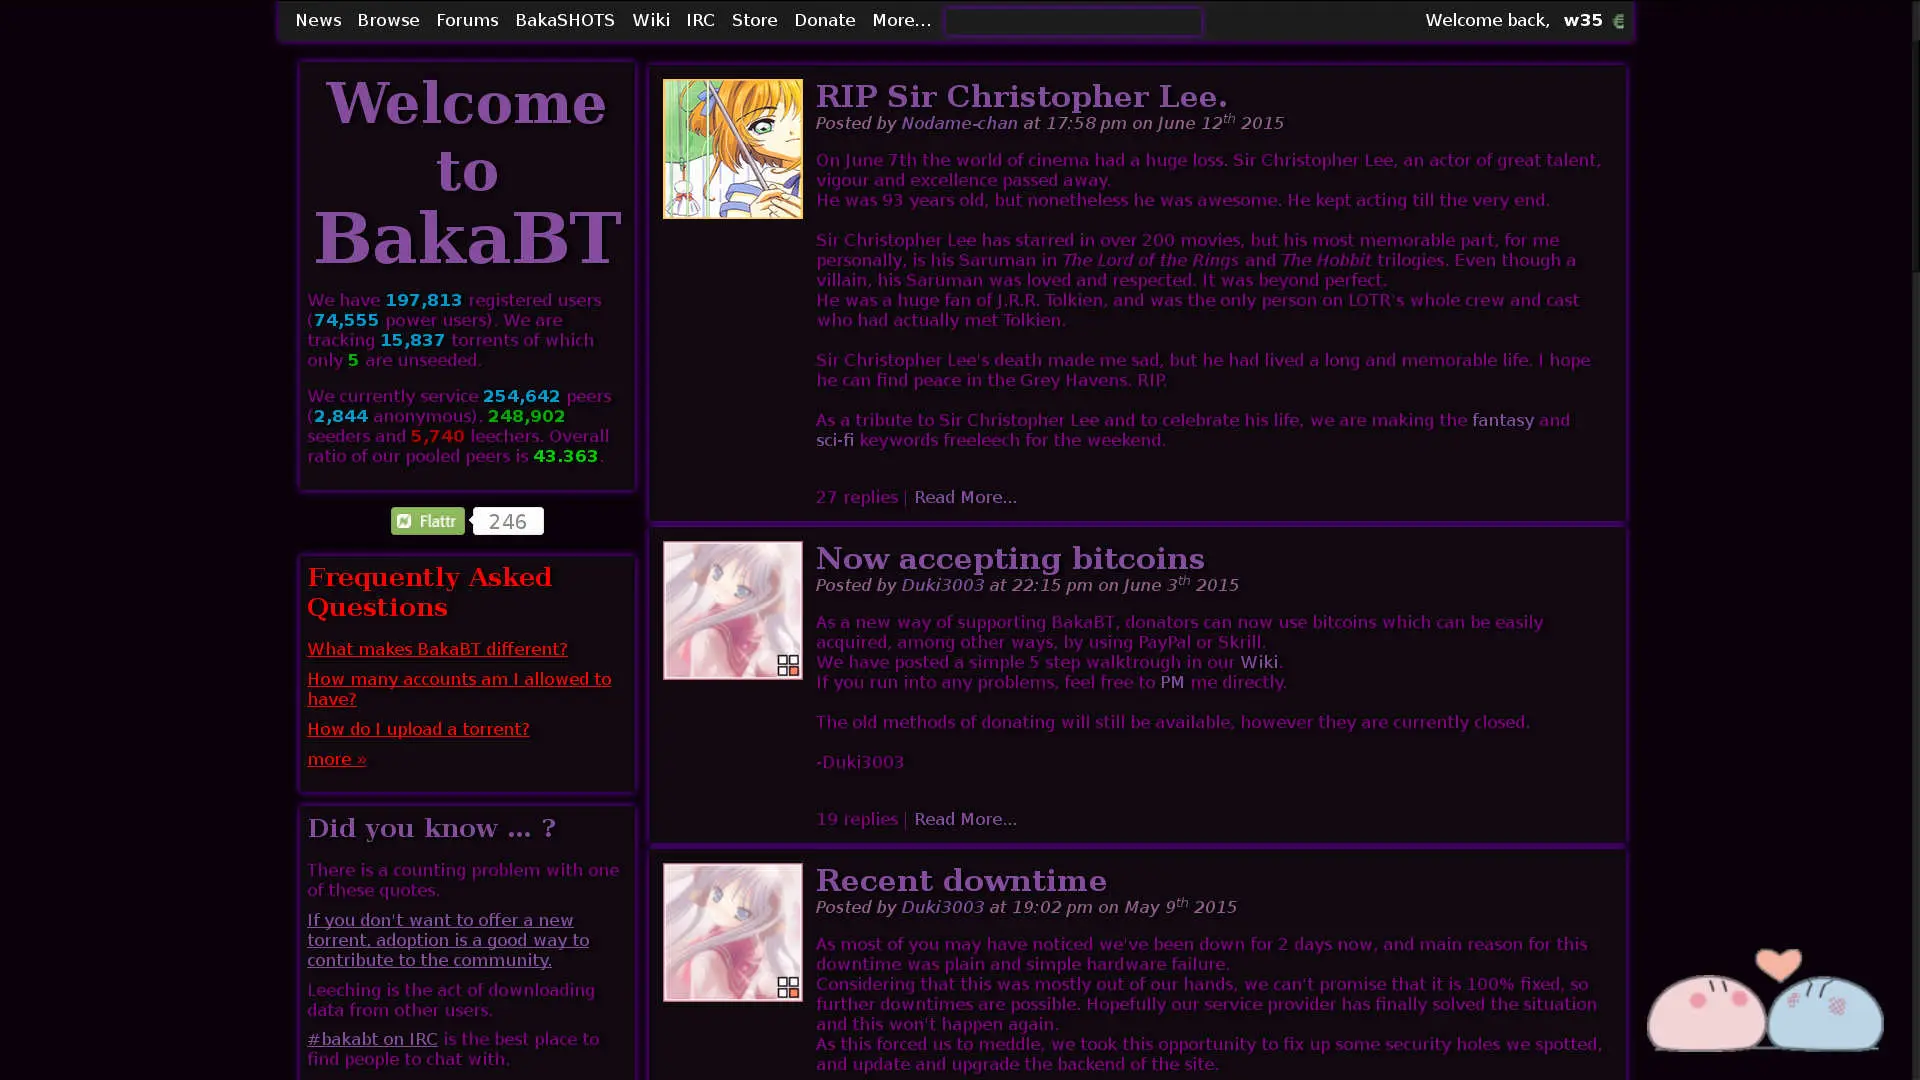 News Browse Forums BakaSHOTS Wiki IRC Store Donate More...
Welcome back, w35 €
Welcome
to
BakaBT
We have 197,813 registered users
(74,555 power users). We are
tracking 15,837 torrents of which
only 5 are unseeded.
We currently service 254,642 peers
(2,844 anonymous). 248,902
seeders and 5,740 leechers. Overall
ratio of our pooled peers is 43.363.
Flattr 246
Frequently Asked
Questions
What makes BakaBT different?
How many accounts am I allowed to
have?
How do I upload a torrent?
more »
Did you know ... ?
There is a counting problem with one
of these quotes.
If you don't want to offer a new
torrent, adoption is a good way to
contribute to the community.
Leeching is the act of downloading
data from other users.
#bakabt on IRC is the best place to
find people to chat with.
RIP Sir Christopher Lee.
Posted by Nodame-chan at 17:58 pm on June 12th 2015
On June 7th the world of cinema had a huge loss. Sir Christopher Lee, an actor of great talent,
vigour and excellence passed away.
He was 93 years old, but nonetheless he was awesome. He kept acting till the very end.
Sir Christopher Lee has starred in over 200 movies, but his most memorable part, for me
personally, is his Saruman in The Lord of the Rings and The Hobbit trilogies. Even though a
villain, his Saruman was loved and respected. It was beyond perfect.
He was a huge fan of J.R.R. Tolkien, and was the only person on LOTR`s whole crew and cast
who had actually met Tolkien.
Sir Christopher Lee's death made me sad, but he had lived a long and memorable life. I hope
he can find peace in the Grey Havens. RIP.
As a tribute to Sir Christopher Lee and to celebrate his life, we are making the fantasy and
sci-fi keywords freeleech for the weekend.
27 replies | Read More...
Now accepting bitcoins
Posted by Duki3003 at 22:15 pm on June 3th 2015
As a new way of supporting BakaBT, donators can now use bitcoins which can be easily
acquired, among other ways, by using PayPal or Skrill.
We have posted a simple 5 step walktrough in our Wiki.
If you run into any problems, feel free to PM me directly.
The old methods of donating will still be available, however they are currently closed.
-Duki3003
19 replies | Read More...
Recent downtime
Posted by Duki3003 at 19:02 pm on May 9th 2015
As most of you may have noticed we've been down for 2 days now, and main reason for this
downtime was plain and simple hardware failure.
Considering that this was mostly out of our hands, we can't promise that it is 100% fixed, so
further downtimes are possible. Hopefully our service provider has finally solved the situation
and this won't happen again.
As this forced us to meddle, we took this opportunity to fix up some security holes we spotted,
and update and upgrade the backend of the site.